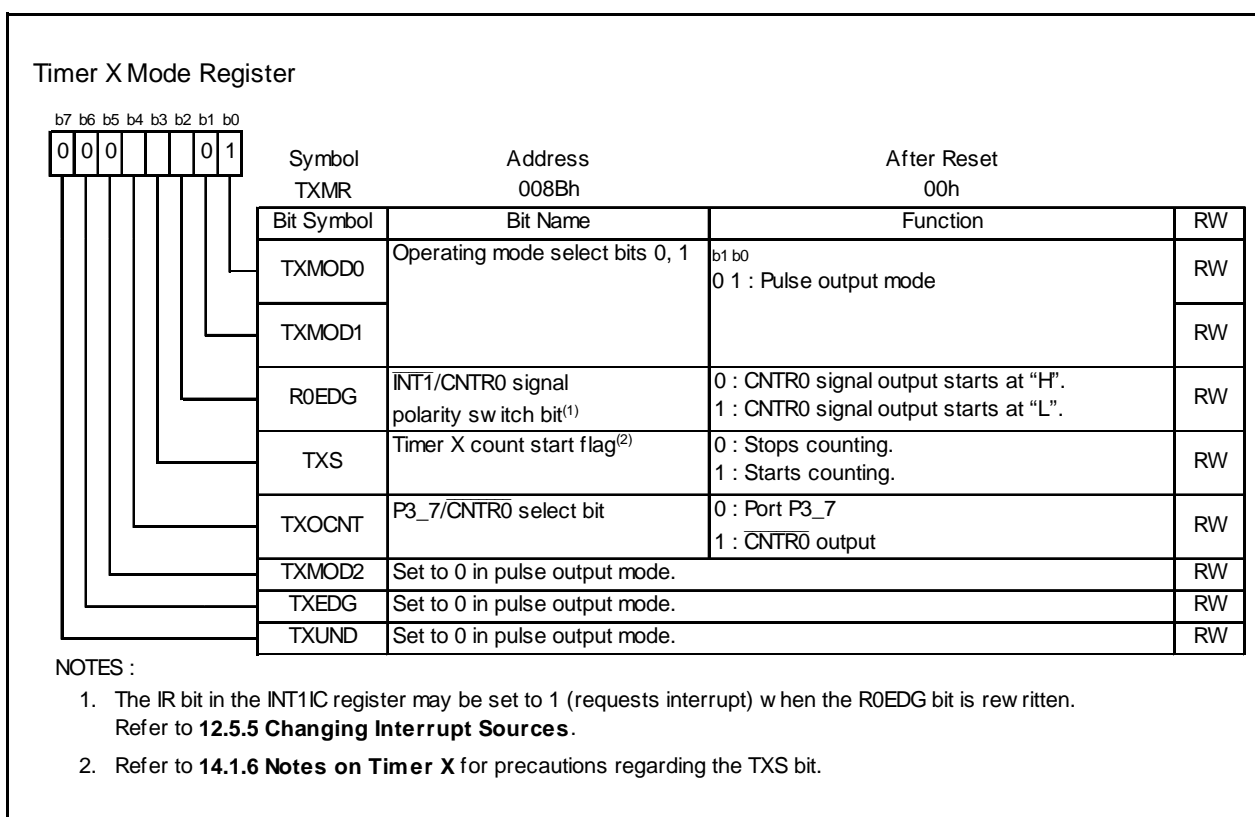 Timer X Mode Register
b7 b6 b5 b4 b3 b2 b1 b0
0 0 0 0 1
Symbol Address After Reset
TXMR 008Bh 00h
Bit Symbol Bit Name Function RW
TXMOD0 Operating mode select bits 0, 1 b1 b0
0 1 : Pulse output mode RW
TXMOD1 RW
R0EDG INT1/CNTR0 signal
polarity switch bit(1) 0 : CNTR0 signal output starts at “H”.
1 : CNTR0 signal output starts at “L”. RW
TXS Timer X count start flag(2) 0 : Stops counting.
1 : Starts counting. RW
TXOCNT P3_7/CNTR0 select bit 0 : Port P3_7
1 : CNTR0 output RW
TXMOD2 Set to 0 in pulse output mode. RW
TXEDG Set to 0 in pulse output mode. RW
TXUND Set to 0 in pulse output mode. RW
NOTES :
1. The IR bit in the INT1IC register may be set to 1 (requests interrupt) when the R0EDG bit is rewritten.
Refer to 12.5.5 Changing Interrupt Sources.
2. Refer to 14.1.6 Notes on Timer X for precautions regarding the TXS bit.